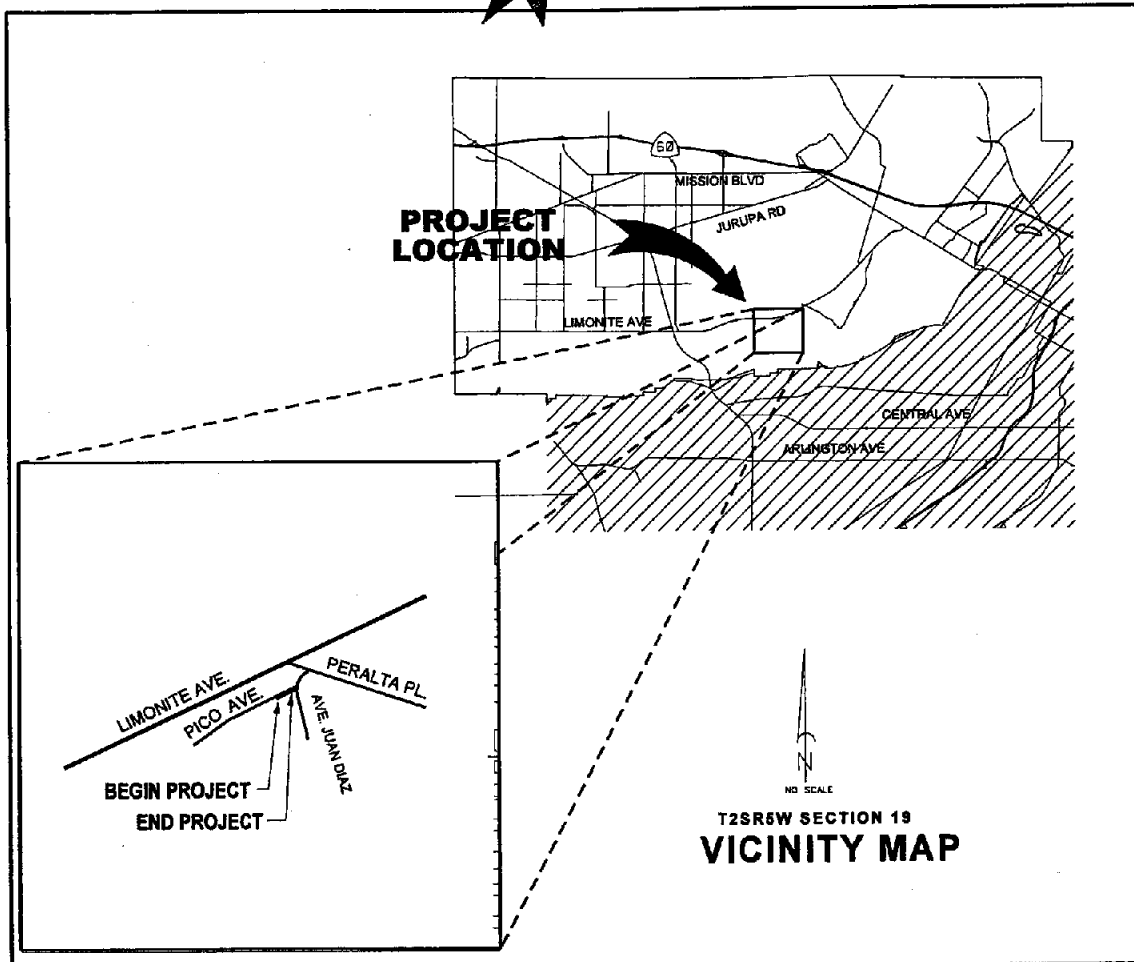 60
MISSION BLVD
JURUPA RD
PROJECT
LOCATION
LIMONITE AVE
CENTRAL AVE
ARLINGTON AVE
LIMONITE AVE.
PICO AVE.
PERALTA PL.
AVE. JUAN DIAZ
BEGIN PROJECT
END PROJECT
N
NO SCALE
T2SR5W SECTION 19
VICINITY MAP